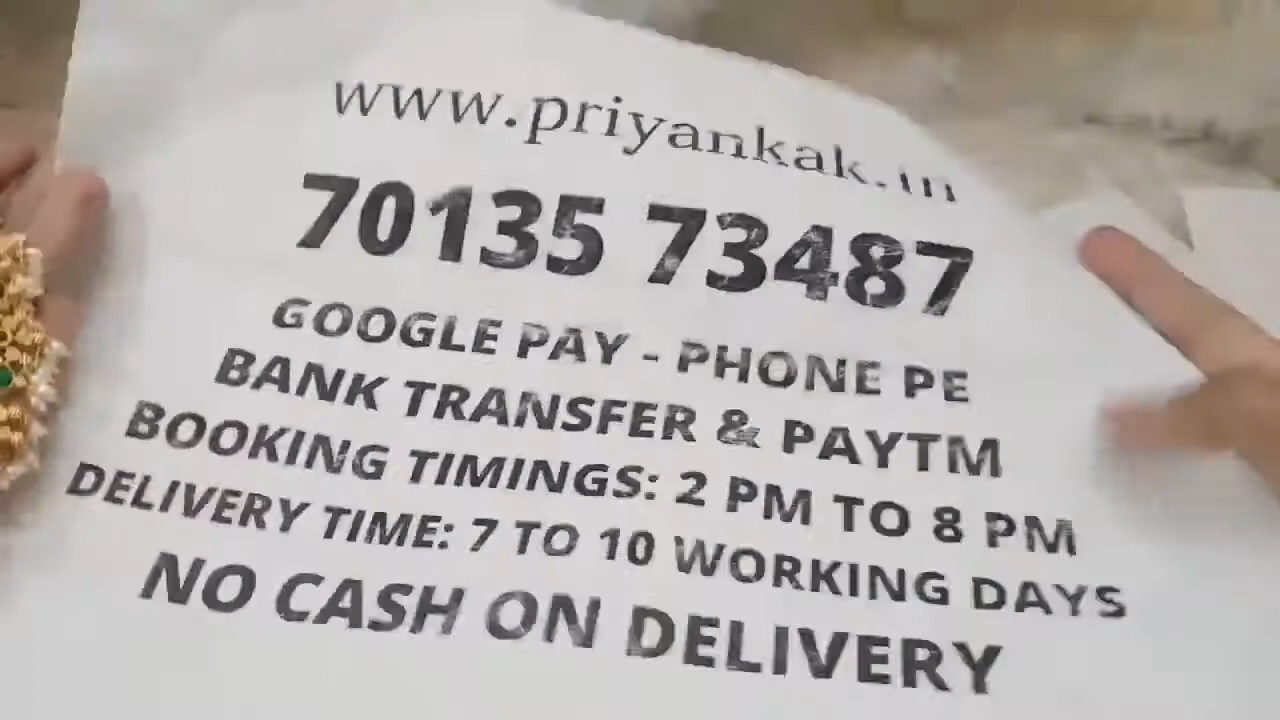 www.priyankak.in
70135 73487
GOOGLE PAY - PHONE PE
BANK TRANSFER & PAYTM
BOOKING TIMINGS: 2 PM TO 8 PM
DELIVERY TIME: 7 TO 10 WORKING DAYS
NO CASH ON DELIVERY